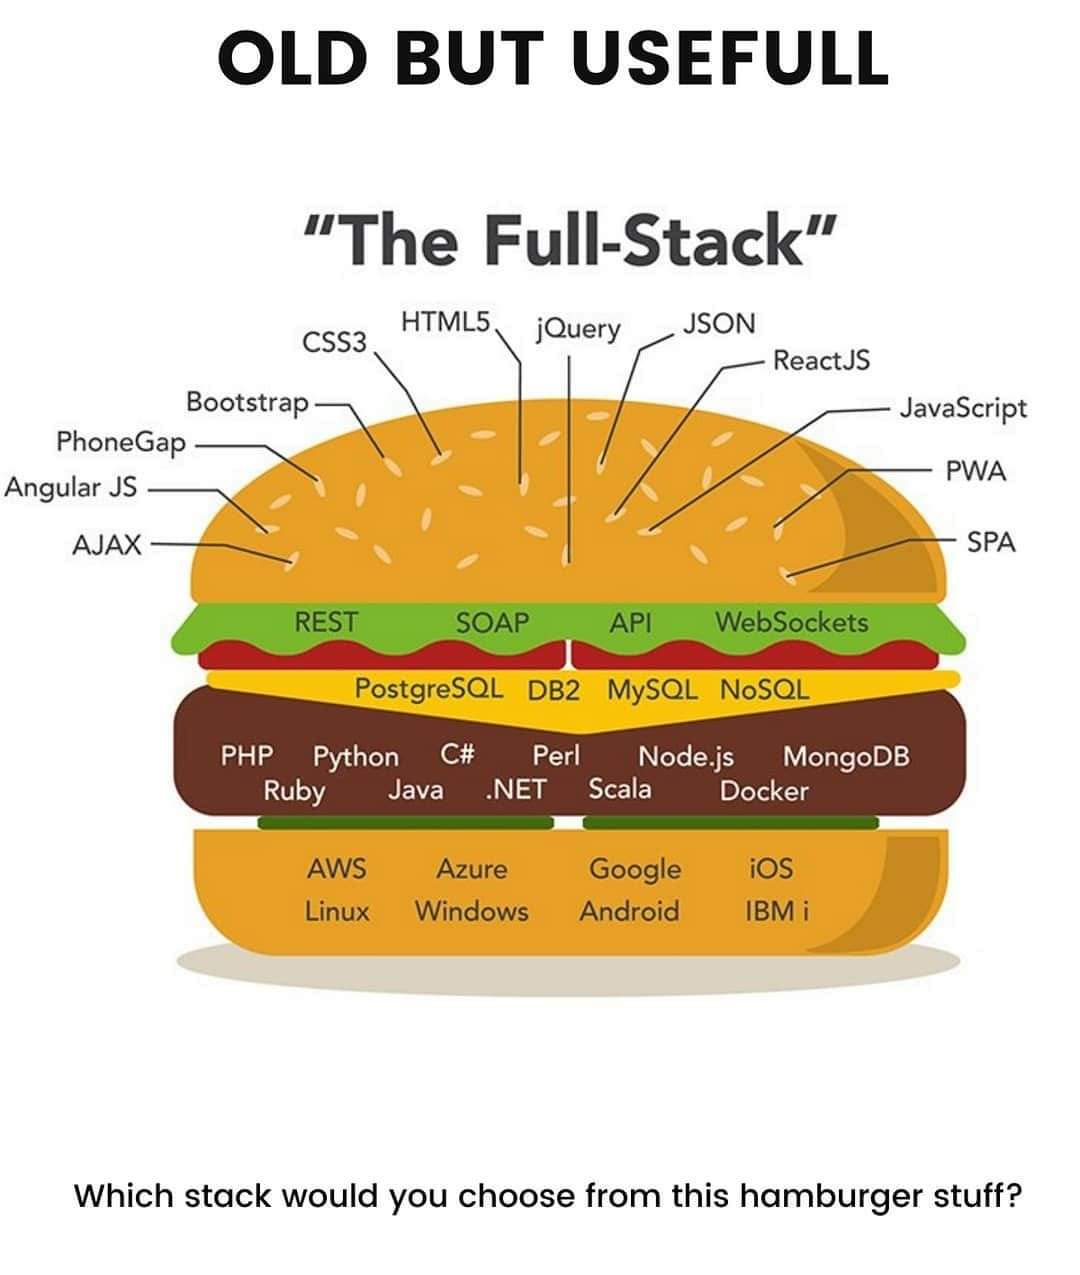 OLD BUT USEFULL
“The Full-Stack”
HTML5
jQuery
JSON
CSS3
ReactJS
Bootstrap
JavaScript
PhoneGap
PWA
Angular JS
AJAX
SPA
REST SOAP API WebSockets
PostgreSQL DB2 MySQL NoSQL
PHP Python C# Perl Node.js MongoDB
Ruby Java .NET Scala Docker
AWS Azure Google iOS
Linux Windows Android IBM i
Which stack would you choose from this hamburger stuff?